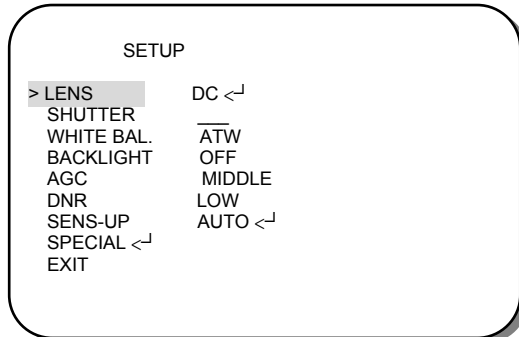 SETUP
> LENS DC <┘
SHUTTER ___
WHITE BAL. ATW
BACKLIGHT OFF
AGC MIDDLE
DNR LOW
SENS-UP AUTO <┘
SPECIAL <┘
EXIT